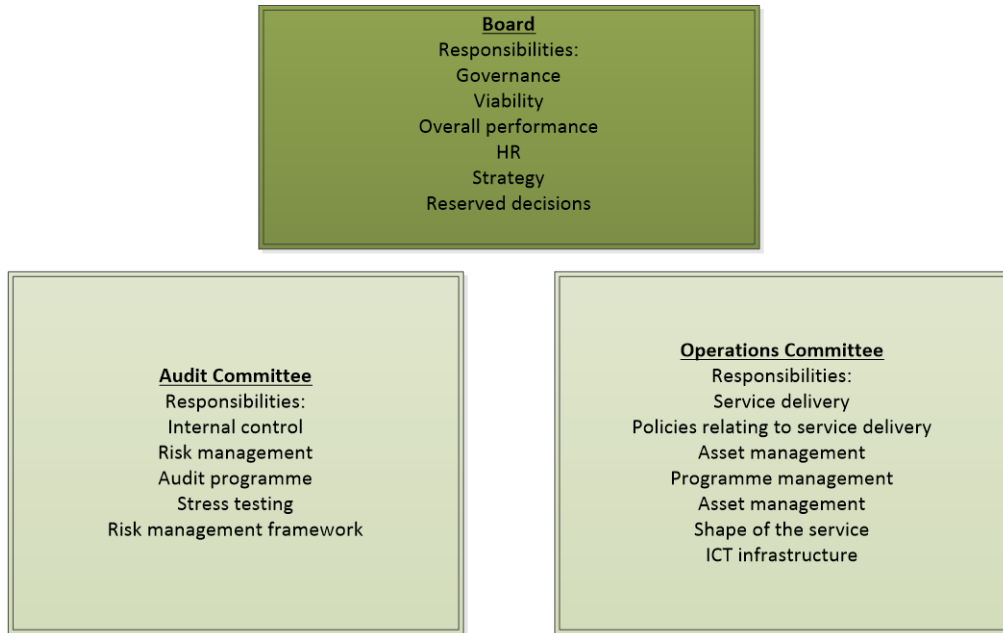 Board
Responsibilities:
Governance
Viability
Overall performance
HR
Strategy
Reserved decisions
Audit Committee
Responsibilities:
Internal control
Risk management
Audit programme
Stress testing
Risk management framework
Operations Committee
Responsibilities:
Service delivery
Policies relating to service delivery
Asset management
Programme management
Asset management
Shape of the service
ICT infrastructure